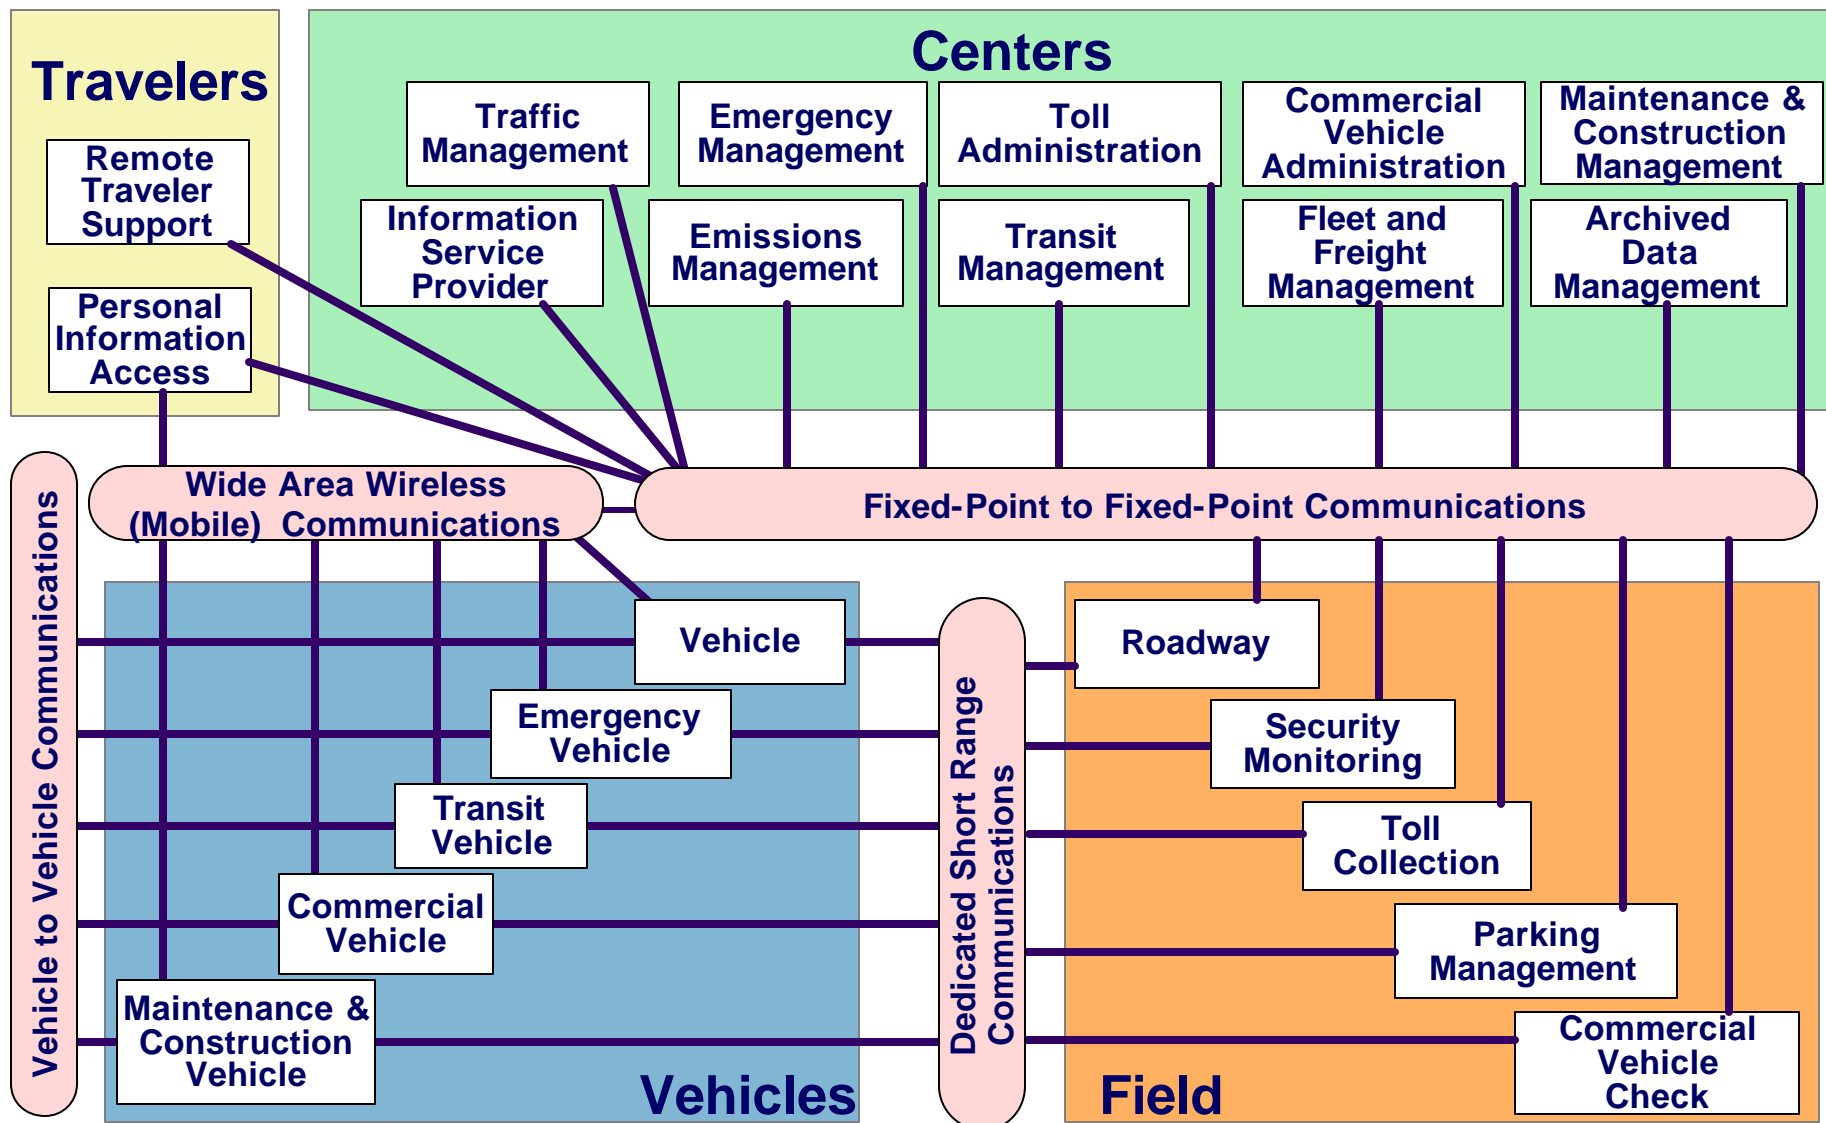 Travelers
Remote
Traveler
Support
Personal
Information
Access
Centers
Traffic
Management
Emergency
Management
Toll
Administration
Commercial
Vehicle
Administration
Maintenance &
Construction
Management
Information
Service
Provider
Emissions
Management
Transit
Management
Fleet and
Freight
Management
Archived
Data
Management
Wide Area Wireless
(Mobile) Communications
Fixed-Point to Fixed-Point Communications
Vehicle to Vehicle Communications
Vehicle
Emergency
Vehicle
Transit
Vehicle
Commercial
Vehicle
Maintenance &
Construction
Vehicle
Vehicles
Dedicated Short Range
Communications
Roadway
Security
Monitoring
Toll
Collection
Parking
Management
Commercial
Vehicle
Check
Field